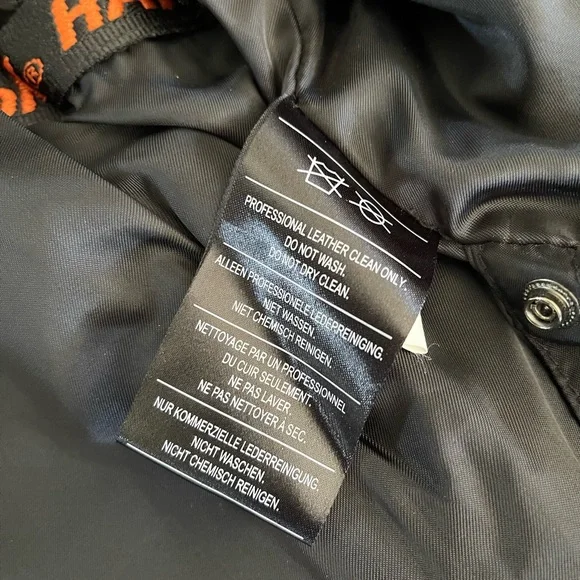 HA
PROFESSIONAL LEATHER CLEAN ONLY.
DO NOT WASH.
DO NOT DRY CLEAN.
ALLEEN PROFESSIONELE LEDERREINIGING.
NIET WASSEN.
NIET CHEMISCH REINIGEN.
NETTOYAGE PAR UN PROFESSIONNEL
DU CUIR SEULEMENT.
NE PAS LAVER.
NE PAS NETTOYER À SEC.
NUR KOMMERZIELLE LEDERREINIGUNG.
NICHT WASCHEN.
NICHT CHEMISCH REINIGEN.